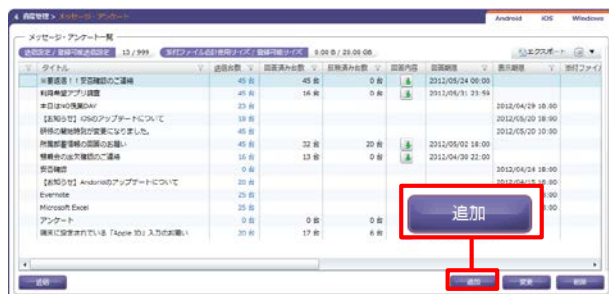 資産管理 > メッセージ・アンケート
Android iOS Windows
メッセージ・アンケート一覧
送信設定 / 登録可能送信設定 13 / 999 添付ファイル合計使用サイズ / 登録可能サイズ 0.00 B / 20.00 GB エクスポート
タイトル 送信台数 回答済み台数 配信済み台数 回答内容 回答期限 表示期限 添付ファイル
※要返信！！受否確認のご連絡 45 台 45 台 0 台 2012/05/24 00:00
利用希望アプリ調査 45 台 16 台 0 台 2012/05/31 23:59
本日はNO残業DAY 23 台 2012/04/29 18:00
【お知らせ】iOSのアップデートについて 18 台 2012/05/20 18:00
研修の開始時刻が変更になりました。 45 台 2012/05/20 10:00
所属部署情報の回答のお願い 45 台 32 台 20 台 2012/05/02 18:00
懇親会の出欠確認のご連絡 16 台 13 台 0 台 2012/04/30 22:00
受否確認 0 台 2012/04/24 18:00
【お知らせ】Androidのアップデートについて 20 台
Evernote 25 台
Microsoft Excel 25 台
アンケート 0 台 0 台 0 台
端末に設定されている「Apple ID」入力のお願い 20 台 17 台 6 台
追加
送信 追加 変更 削除